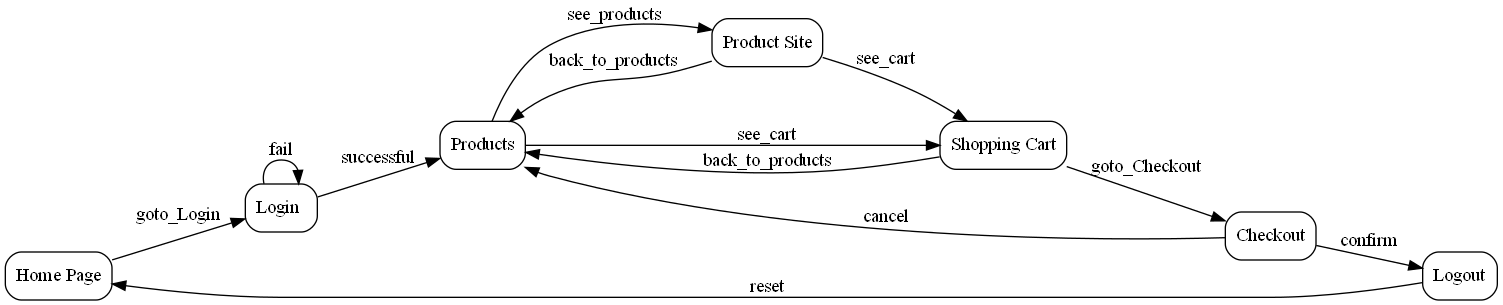 see_products
Product Site
back_to_products
see_cart
Products
see_cart
Shopping Cart
back_to_products
fail
successful
goto_Checkout
Login
goto_Login
cancel
Checkout
confirm
Home Page
Logout
reset